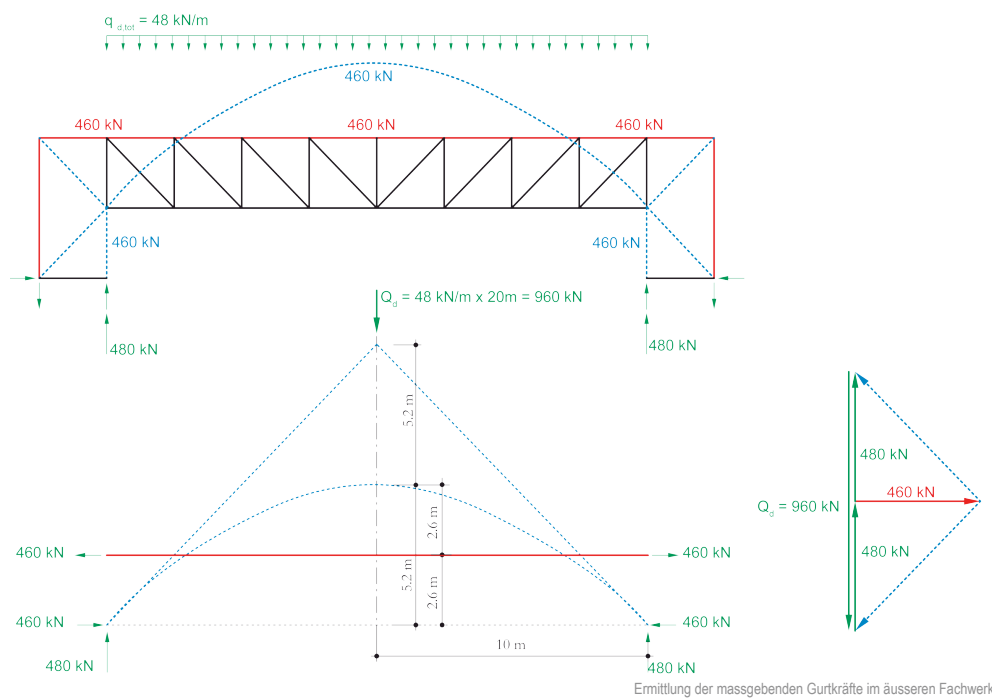 q d,tot = 48 kN/m
460 kN
460 kN
460 kN
460 kN
460 kN
460 kN
Q d = 48 kN/m x 20m = 960 kN
480 kN
480 kN
5.2 m
2.6 m
5.2 m
2.6 m
460 kN
460 kN
460 kN
460 kN
10 m
480 kN
480 kN
480 kN
460 kN
Q d = 960 kN
480 kN
Ermittlung der massgebenden Gurtkräfte im äusseren Fachwerk